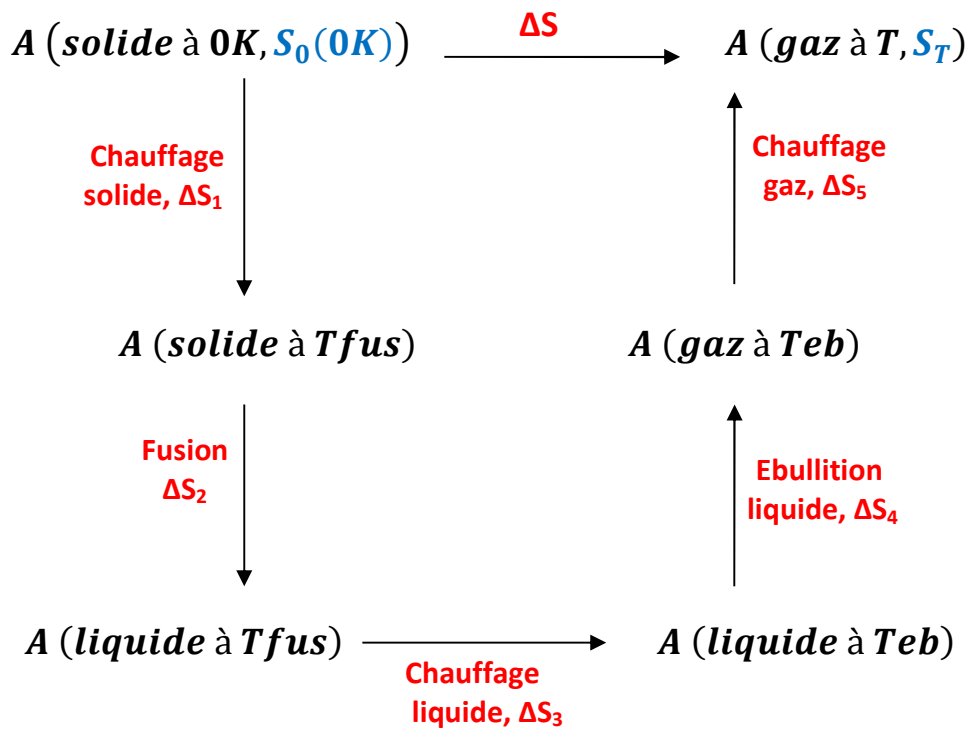 A (solide à 0K, S₀(0K))
ΔS
A (gaz à T, S_T)
Chauffage
solide, ΔS₁
Chauffage
gaz, ΔS₅
A (solide à Tfus)
A (gaz à Teb)
Fusion
ΔS₂
Ebullition
liquide, ΔS₄
A (liquide à Tfus)
A (liquide à Teb)
Chauffage
liquide, ΔS₃